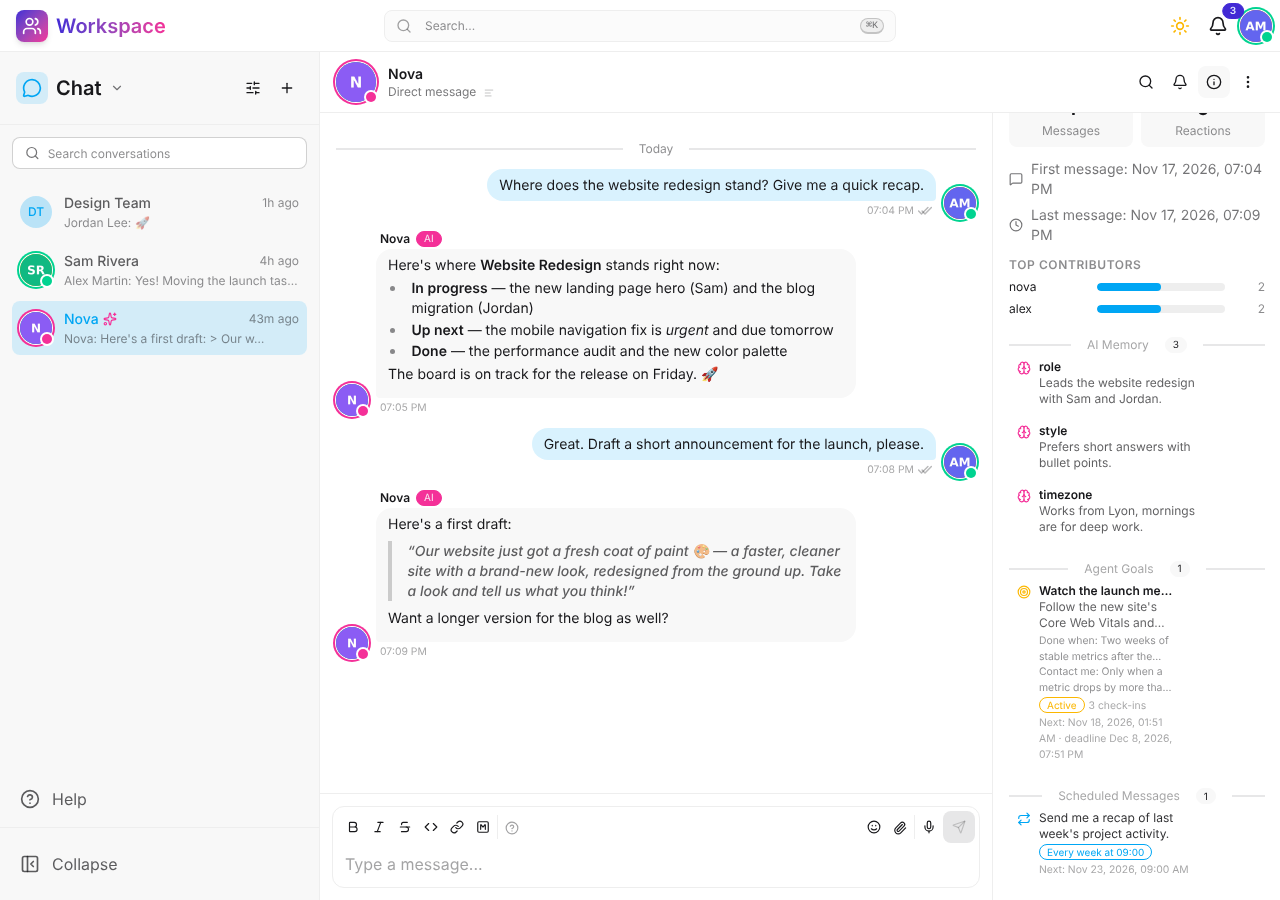 Workspace
Search...
⌘K
3
AM
Chat
Search conversations
DT
Design Team
1h ago
Jordan Lee: 🚀
SR
Sam Rivera
4h ago
Alex Martin: Yes! Moving the launch tas...
N
Nova
43m ago
Nova: Here's a first draft: > Our w...
Help
Collapse
N
Nova
Direct message
Today
Where does the website redesign stand? Give me a quick recap.
07:04 PM
AM
Nova AI
Here's where Website Redesign stands right now:
• In progress — the new landing page hero (Sam) and the blog
migration (Jordan)
• Up next — the mobile navigation fix is urgent and due tomorrow
• Done — the performance audit and the new color palette
The board is on track for the release on Friday. 🚀
N
07:05 PM
Great. Draft a short announcement for the launch, please.
07:08 PM
AM
Nova AI
Here's a first draft:
“Our website just got a fresh coat of paint 🎨 — a faster, cleaner
site with a brand-new look, redesigned from the ground up. Take
a look and tell us what you think!”
Want a longer version for the blog as well?
N
07:09 PM
B I S M
Type a message...
Messages
Reactions
First message: Nov 17, 2026, 07:04
PM
Last message: Nov 17, 2026, 07:09
PM
TOP CONTRIBUTORS
nova 2
alex 2
AI Memory 3
role
Leads the website redesign
with Sam and Jordan.
style
Prefers short answers with
bullet points.
timezone
Works from Lyon, mornings
are for deep work.
Agent Goals 1
Watch the launch me...
Follow the new site's
Core Web Vitals and...
Done when: Two weeks of
stable metrics after the...
Contact me: Only when a
metric drops by more tha...
Active 3 check-ins
Next: Nov 18, 2026, 01:51
AM · deadline Dec 8, 2026,
07:51 PM
Scheduled Messages 1
Send me a recap of last
week's project activity.
Every week at 09:00
Next: Nov 23, 2026, 09:00 AM